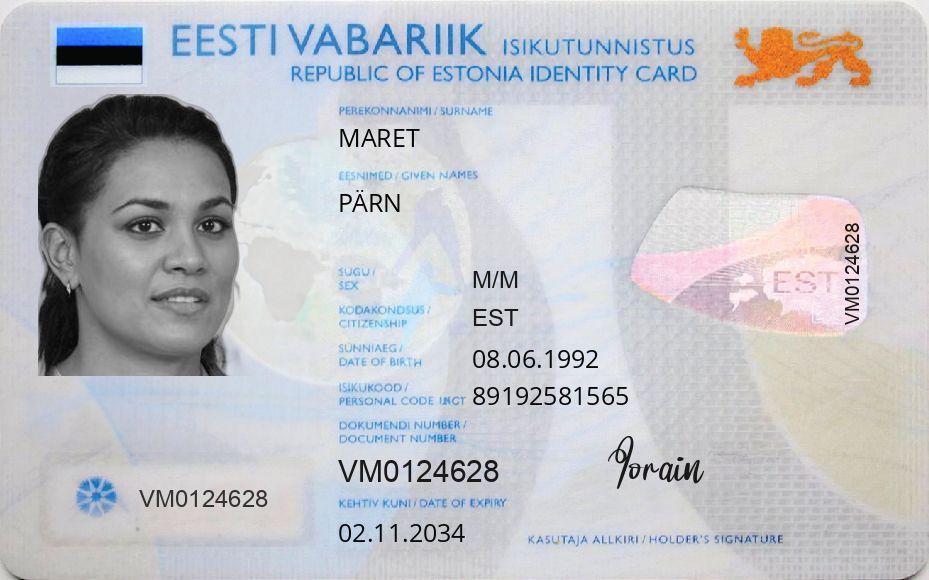 EESTI VABARIIK ISIKUTUNNISTUS
REPUBLIC OF ESTONIA IDENTITY CARD
PEREKONNANIMI / SURNAME
MARET
EESNIMED / GIVEN NAMES
PÄRN
SUGU /
SEX
M/M
KODAKONDSUS /
CITIZENSHIP
EST
SÜNNIAEG /
DATE OF BIRTH
08.06.1992
ISIKUKOOD /
PERSONAL CODE
89192581565
DOKUMENDI NUMBER /
DOCUMENT NUMBER
VM0124628
KEHTIV KUNI / DATE OF EXPIRY
02.11.2034
VM0124628
EST
VM0124628
Jorain
KASUTAJA ALLKIRI / HOLDER'S SIGNATURE